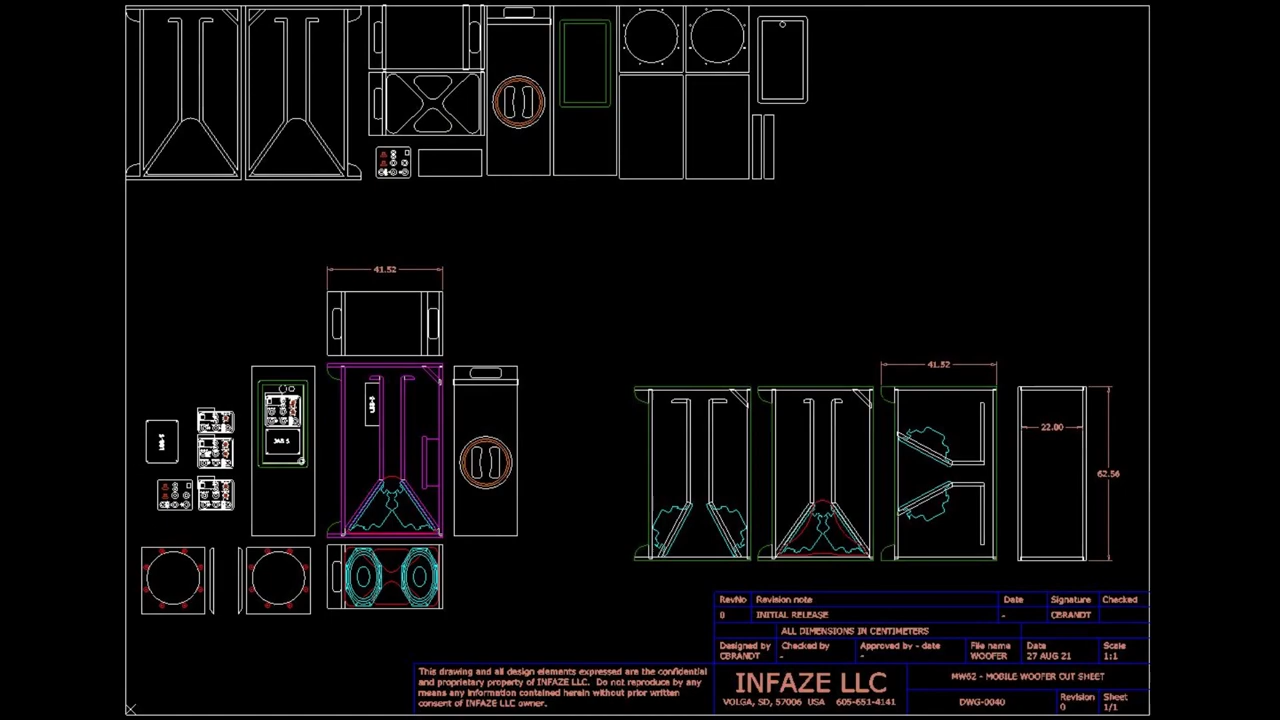 41.52
41.52
22.00
62.56
RevNo Revision note Date Signature Checked
0 INITIAL RELEASE - CBRANDT
ALL DIMENSIONS IN CENTIMETERS
Designed by Checked by Approved by - date File name Date Scale
CBRANDT - - WOOFER 27 AUG 21 1:1
This drawing and all design elements expressed are the confidential
and proprietary property of INFAZE LLC. Do not reproduce by any
means any information contained herein without prior written
consent of INFAZE LLC owner.
INFAZE LLC
VOLGA, SD, 57006 USA 605-651-4141
MW62 - MOBILE WOOFER CUT SHEET
DWG-0040
Revision Sheet
0 1/1